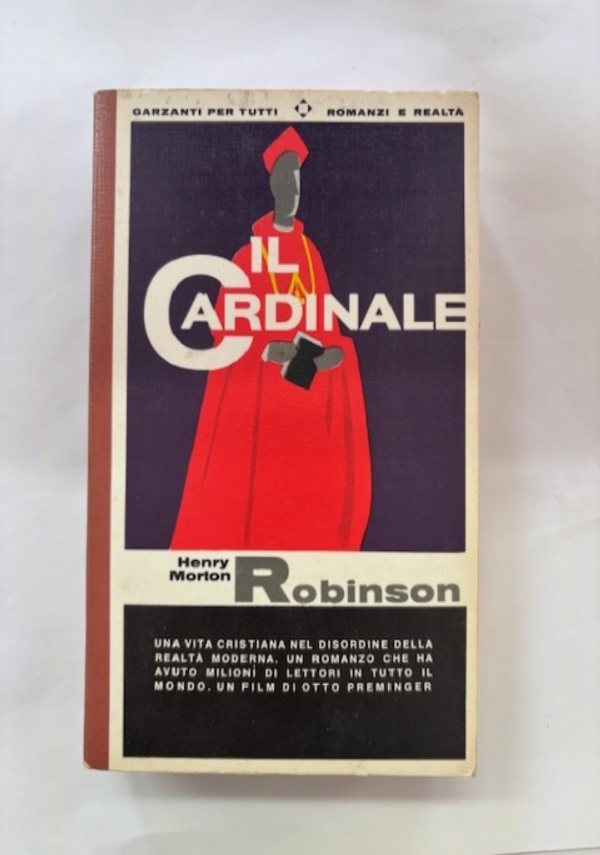 GARZANTI PER TUTTI ROMANZI E REALTÀ
IL
CARDINALE
Henry
Morton
Robinson
UNA VITA CRISTIANA NEL DISORDINE DELLA
REALTÀ MODERNA. UN ROMANZO CHE HA
AVUTO MILIONI DI LETTORI IN TUTTO IL
MONDO. UN FILM DI OTTO PREMINGER